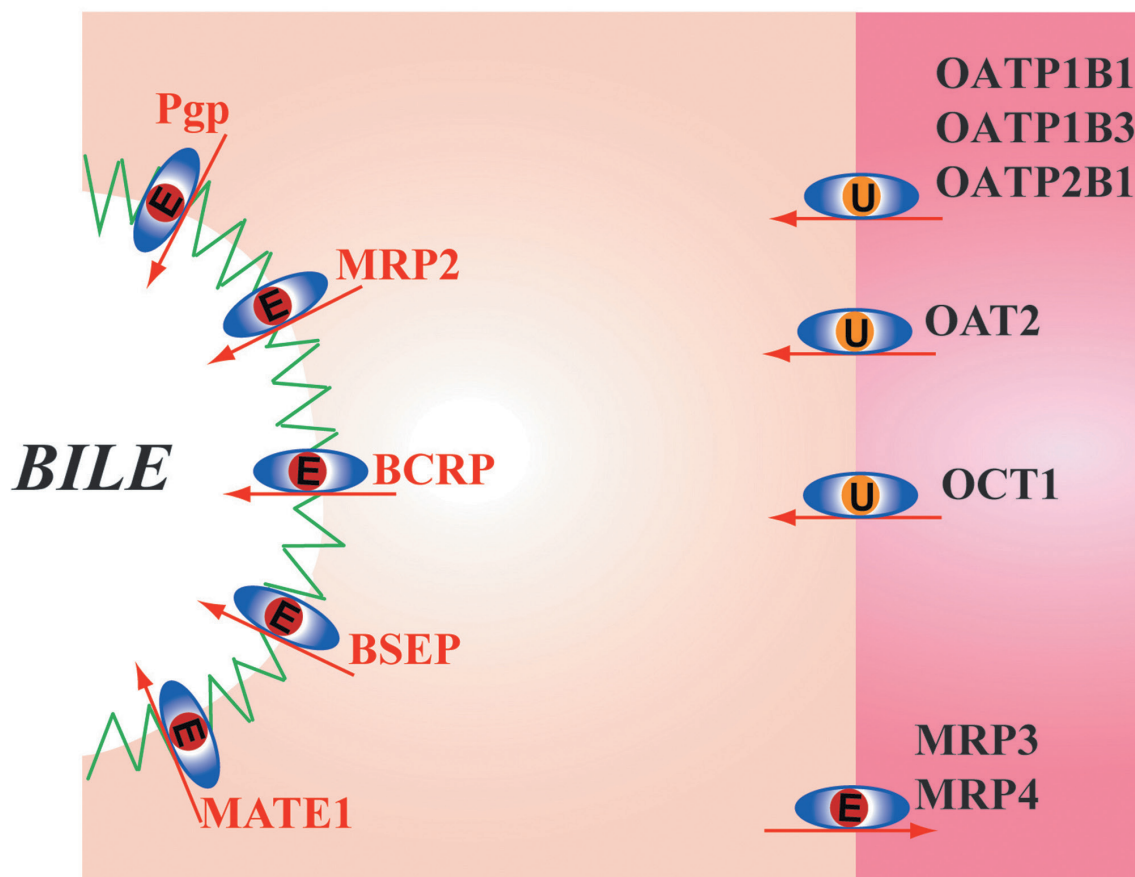 OATP1B1
OATP1B3
OATP2B1
Pgp
E
U
MRP2
E
OAT2
U
BILE
BCRP
E
OCT1
U
E
BSEP
E
MATE1
MRP3
MRP4
E